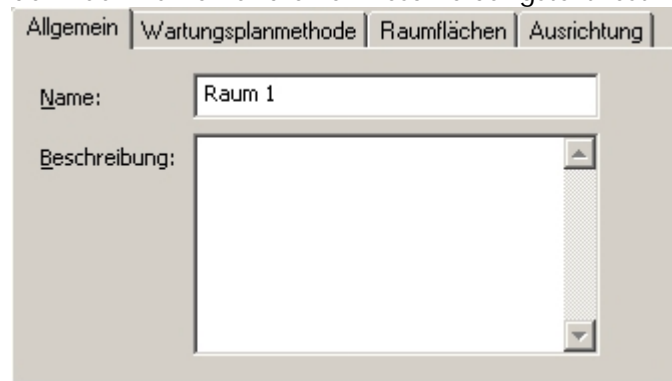 Allgemein Wartungsplanmethode Raumflächen Ausrichtung
Name: Raum 1
Beschreibung: